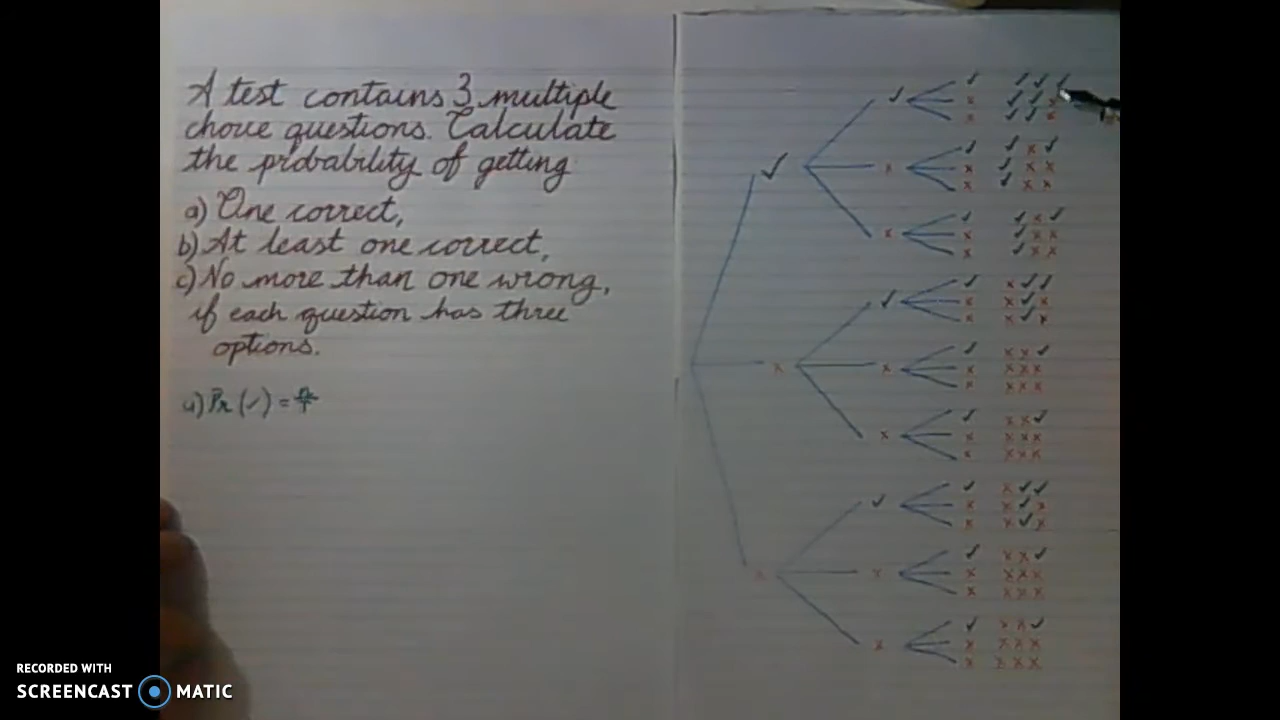 A test contains 3 multiple
choice questions. Calculate
the probability of getting
a) One correct,
b) At least one correct,
c) No more than one wrong,
if each question has three
options.
a) Pr (✓) =
✓ ✓ ✓ ✓ ✓
x ✓ ✓ x
x ✓ ✓ x
x ✓ ✓ x ✓
x ✓ x x
x ✓ x x
x ✓ ✓ x ✓
x ✓ x x
x ✓ x x
x ✓ ✓ x ✓ ✓
x x ✓ x
x x ✓ x
x ✓ x x ✓
x x x x
x x x x
x ✓ x x ✓
x x x x
x x x x
x ✓ ✓ x ✓ ✓
x x ✓ x
x x ✓ x
x ✓ x x ✓
x x x x
x x x x
x ✓ x x ✓
x x x x
x x x x
RECORDED WITH
SCREENCAST MATIC